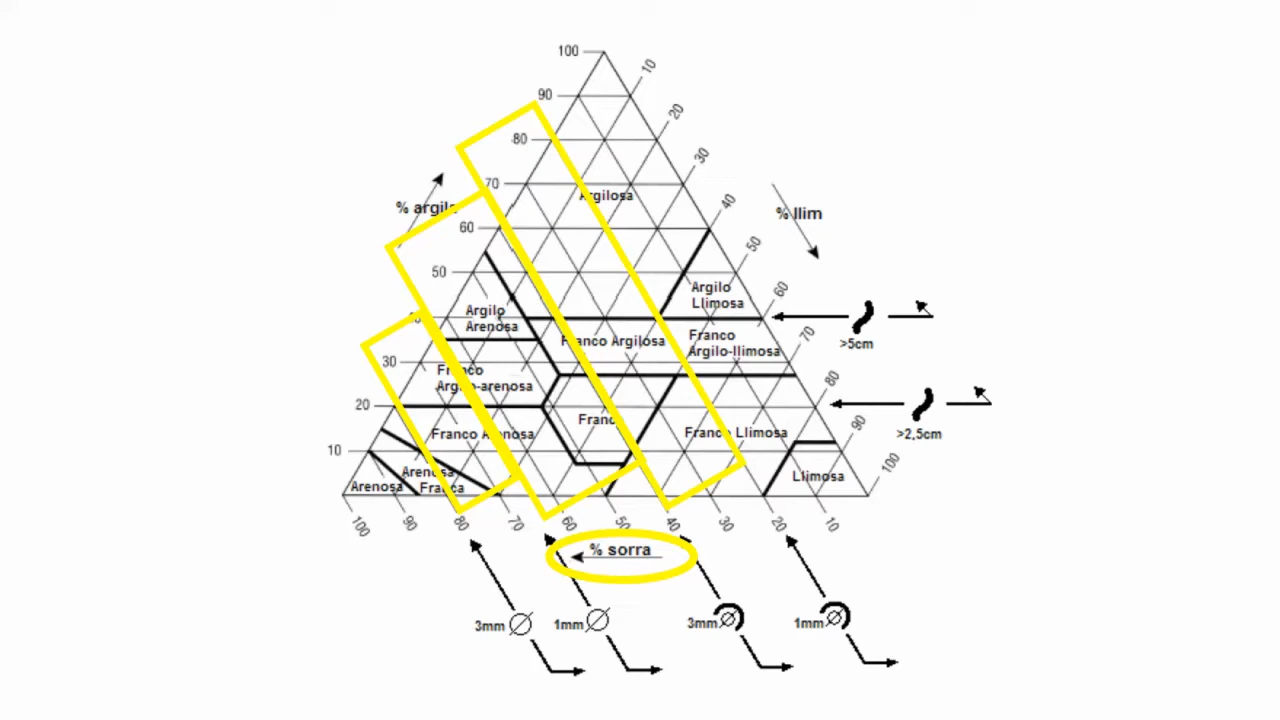 100
10
90
20
80
30
70
Argilosa
40
% argila
% llim
60
50
50
Argilo
Llimosa
60
Argilo
Arenosa
40
70
>5cm
Franco Argilosa
Franco
Argilo-llimosa
30
Franco
Argilo-arenosa
80
20
Franca
90
>2,5cm
Franco Arenosa
Franco Llimosa
10
100
Arenosa
Franca
Arenosa
Llimosa
100
90
80
70
60
50
40
30
20
10
% sorra
3mm
1mm
3mm
1mm